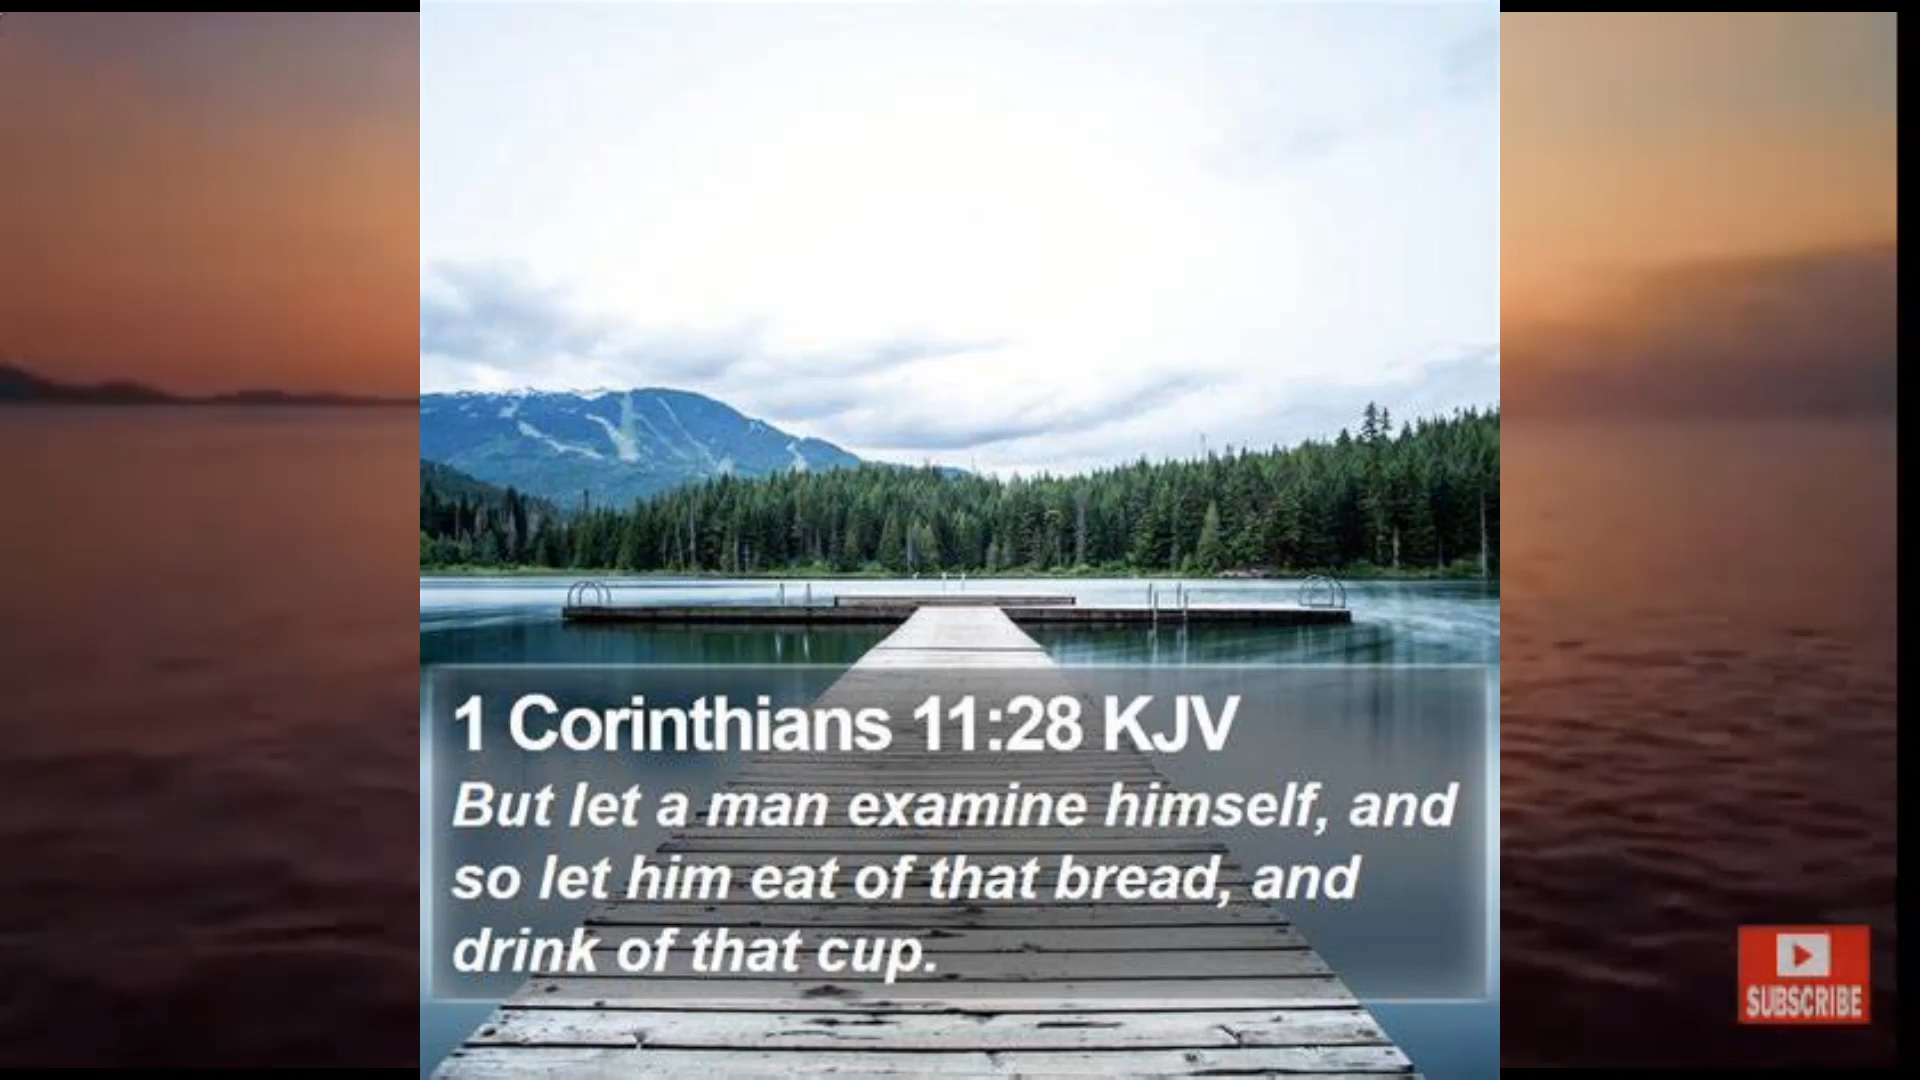 1 Corinthians 11:28 KJV
But let a man examine himself, and
so let him eat of that bread, and
drink of that cup.
SUBSCRIBE